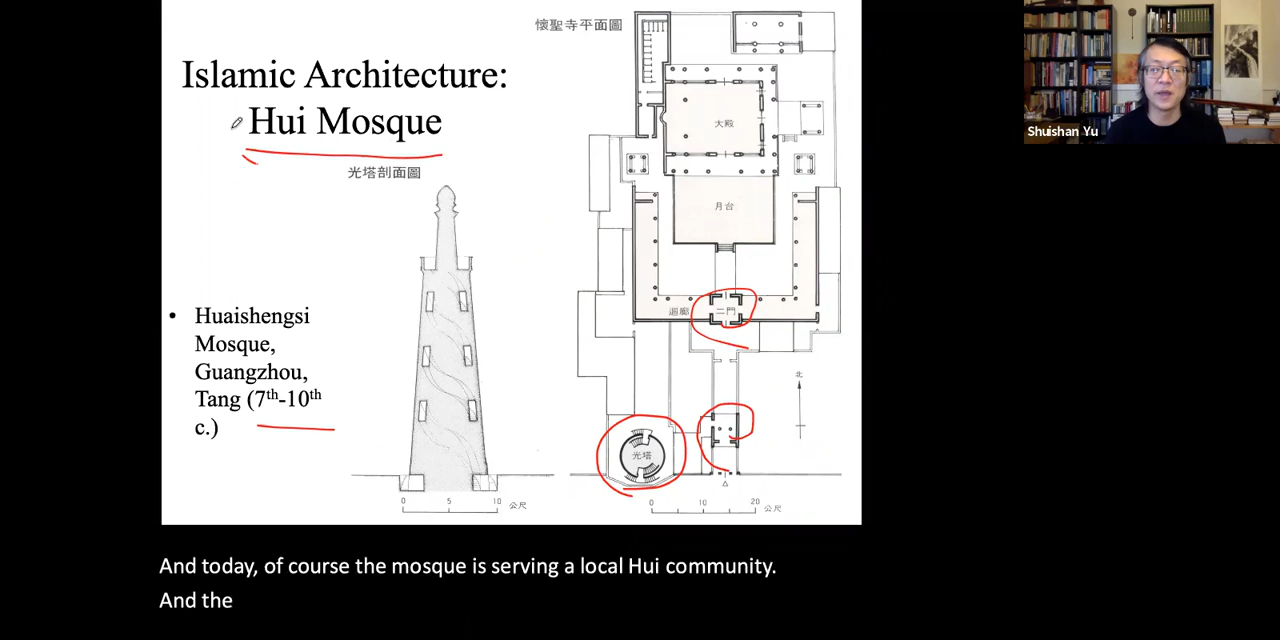 Islamic Architecture:
Hui Mosque
光塔剖面圖
• Huaishengsi
Mosque,
Guangzhou,
Tang (7th-10th
c.)
0 5 10 公尺
懷聖寺平面圖
大殿
月台
迴廊
二門
北
光塔
0 10 20 公尺
Shuishan Yu
And today, of course the mosque is serving a local Hui community.
And the